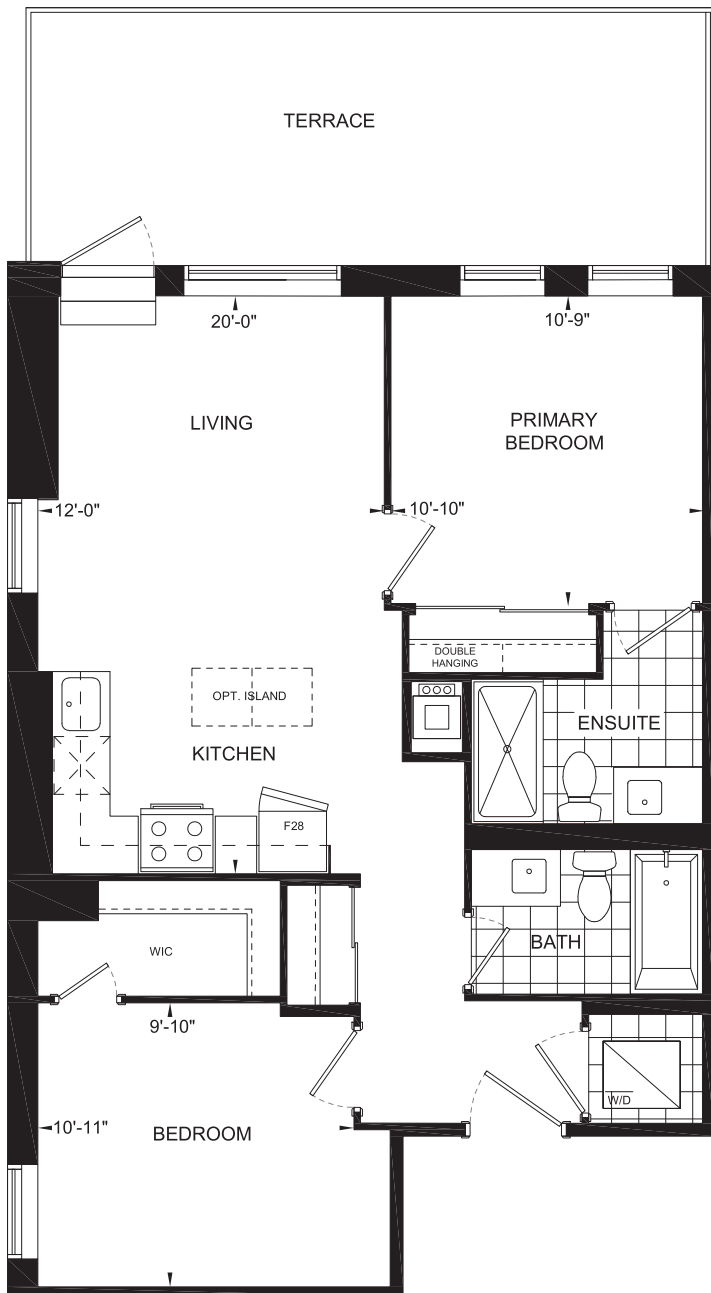 TERRACE
20'-0"
10'-9"
LIVING
PRIMARY
BEDROOM
12'-0"
10'-10"
DOUBLE
HANGING
OPT. ISLAND
ENSUITE
KITCHEN
F28
BATH
WIC
9'-10"
W/D
10'-11"
BEDROOM